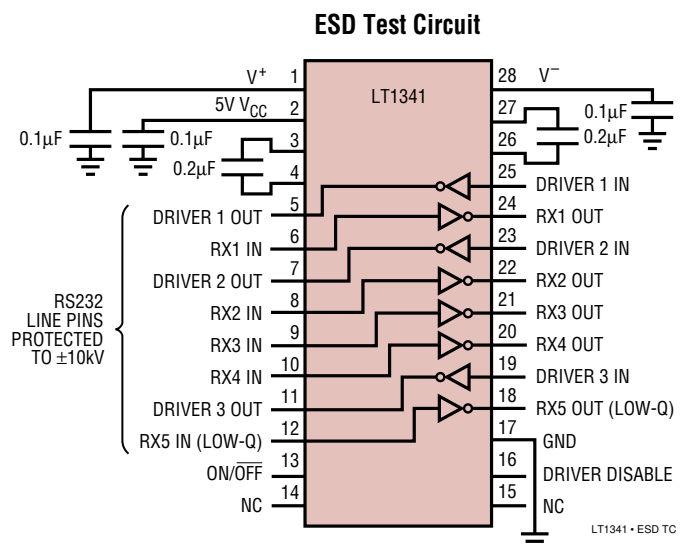 ESD Test Circuit
LT1341
V+ 1
5V VCC 2
3
4
0.1µF
0.1µF
0.2µF
DRIVER 1 OUT 5
RX1 IN 6
DRIVER 2 OUT 7
RX2 IN 8
RX3 IN 9
RX4 IN 10
DRIVER 3 OUT 11
RX5 IN (LOW-Q) 12
ON/OFF 13
NC 14
RS232
LINE PINS
PROTECTED
TO ±10kV
28 V−
27
26
0.1µF
0.2µF
25 DRIVER 1 IN
24 RX1 OUT
23 DRIVER 2 IN
22 RX2 OUT
21 RX3 OUT
20 RX4 OUT
19 DRIVER 3 IN
18 RX5 OUT (LOW-Q)
17 GND
16 DRIVER DISABLE
15 NC
LT1341 • ESD TC